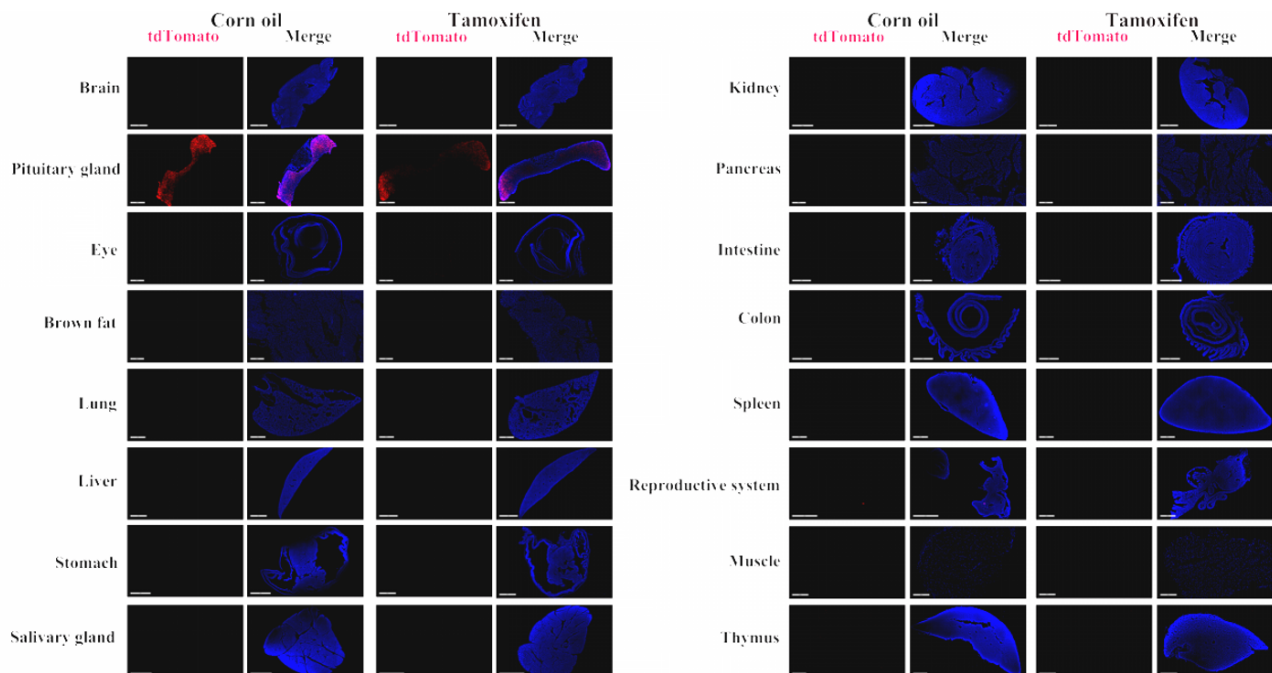 Corn oil Tamoxifen
tdTomato Merge tdTomato Merge
Brain
Pituitary gland
Eye
Brown fat
Lung
Liver
Stomach
Salivary gland
Corn oil Tamoxifen
tdTomato Merge tdTomato Merge
Kidney
Pancreas
Intestine
Colon
Spleen
Reproductive system
Muscle
Thymus